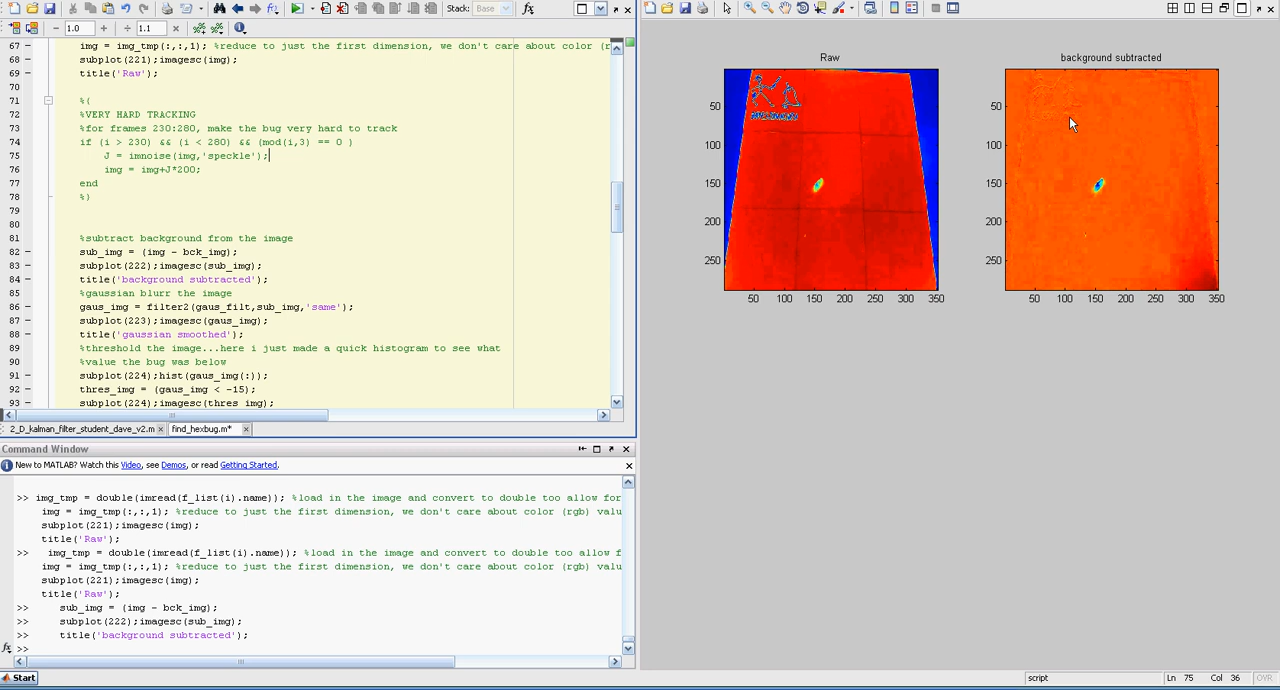 Stack: Base
fx
1.0
1.1
67 img = img_tmp(:,:,1); %reduce to just the first dimension, we don't care about color (r
68 subplot(221);imagesc(img);
69 title('Raw');
70
71 %{
72 %VERY HARD TRACKING
73 %for frames 230:280, make the bug very hard to track
74 if (i > 230) && (i < 280) && (mod(i,3) == 0 )
75 J = imnoise(img,'speckle');
76 img = img+J*200;
77 end
78 %}
79
80
81 %subtract background from the image
82 sub_img = (img - bck_img);
83 subplot(222);imagesc(sub_img);
84 title('background subtracted');
85 %gaussian blurr the image
86 gaus_img = filter2(gaus_filt,sub_img,'same');
87 subplot(223);imagesc(gaus_img);
88 title('gaussian smoothed');
89 %threshold the image...here i just made a quick histogram to see what
90 %value the bug was below
91 subplot(224);hist(gaus_img(:));
92 thres_img = (gaus_img < -15);
93 subplot(224);imagesc(thres_img);
2_D_kalman_filter_student_dave_v2.m
find_hexbug.m*
Command Window
New to MATLAB? Watch this Video, see Demos, or read Getting Started.
>> img_tmp = double(imread(f_list(i).name)); %load in the image and convert to double too allow for
img = img_tmp(:,:,1); %reduce to just the first dimension, we don't care about color (rgb) valu
subplot(221);imagesc(img);
title('Raw');
>> img_tmp = double(imread(f_list(i).name)); %load in the image and convert to double too allow f
img = img_tmp(:,:,1); %reduce to just the first dimension, we don't care about color (rgb) valu
subplot(221);imagesc(img);
title('Raw');
>> sub_img = (img - bck_img);
>> subplot(222);imagesc(sub_img);
>> title('background subtracted');
>>
fx
Start
Raw
50
100
150
200
250
50 100 150 200 250 300 350
background subtracted
50
100
150
200
250
50 100 150 200 250 300 350
script
Ln 75 Col 36 OVR